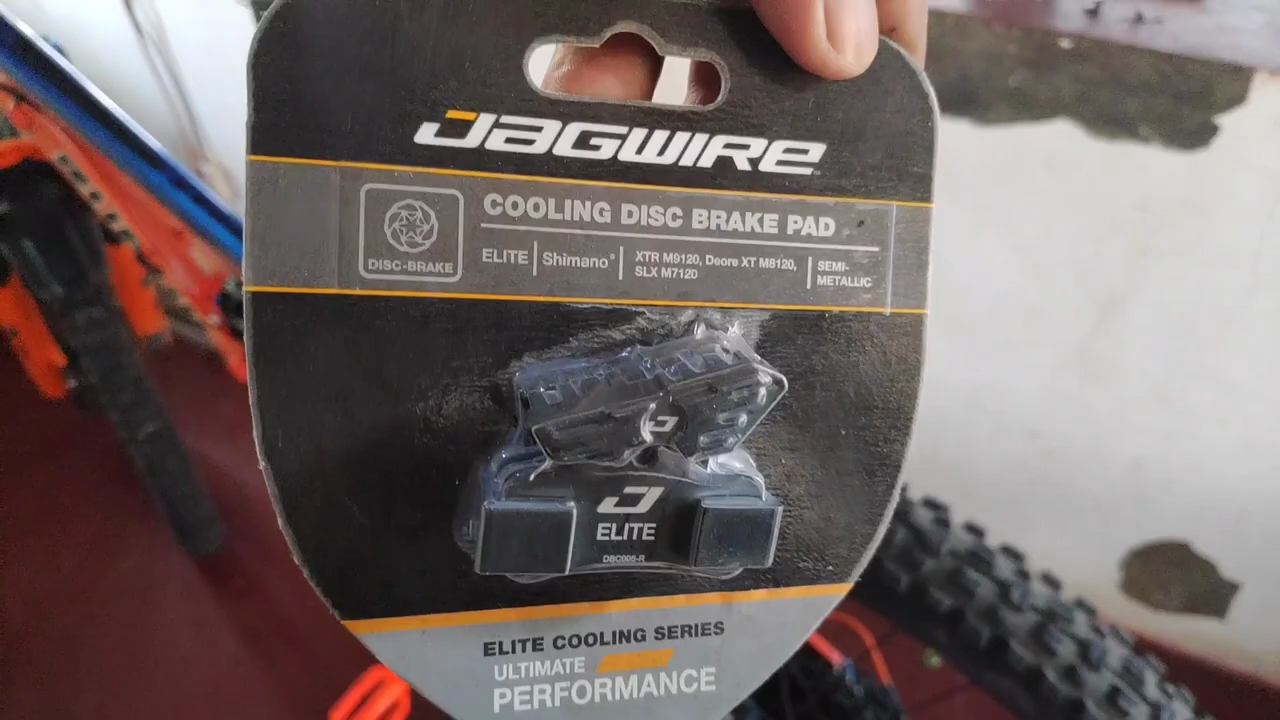 JAGWIRE
COOLING DISC BRAKE PAD
DISC-BRAKE
ELITE | Shimano® | XTR M9120, Deore XT M8120,
SLX M7120
SEMI-
METALLIC
ELITE
ELITE COOLING SERIES
ULTIMATE
PERFORMANCE